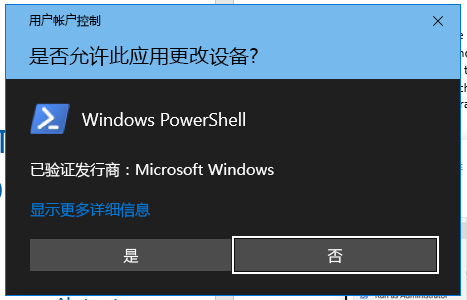 用户帐户控制
是否允许此应用更改设备?
Windows PowerShell
已验证发行商：Microsoft Windows
显示更多详细信息
是
否